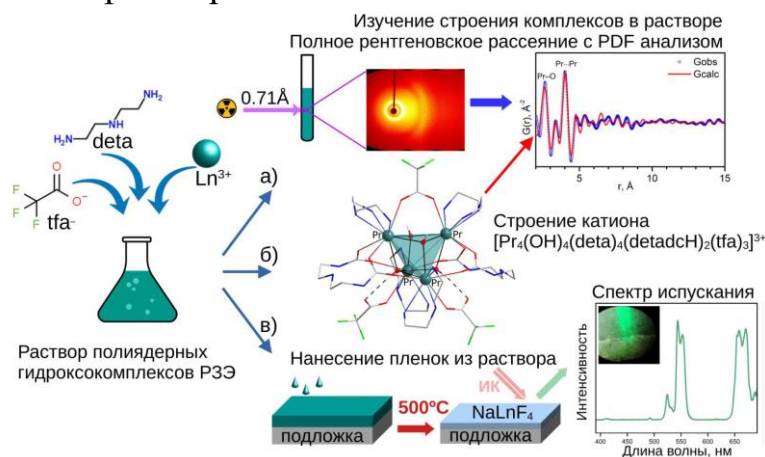 Изучение строения комплексов в растворе
Полное рентгеновское рассеяние с PDF анализом
NH₂
H₂N
NH
deta
Ln³⁺
F
F
F
O
O⁻
tfa⁻
0.71Å
Pr–O
Pr···Pr
Gobs
Gcalc
G(r), Å⁻²
5
10
15
r, Å
а)
б)
в)
Pr
Pr
Pr
Pr
Строение катиона
[Pr₄(OH)₄(deta)₄(detadcH)₂(tfa)₃]³⁺
Раствор полиядерных
гидроксокомплексов РЗЭ
Нанесение пленок из раствора
ИК
500ºC
NaLnF₄
подложка
подложка
Спектр испускания
Интенсивность
400
450
500
550
600
650
Длина волны, нм